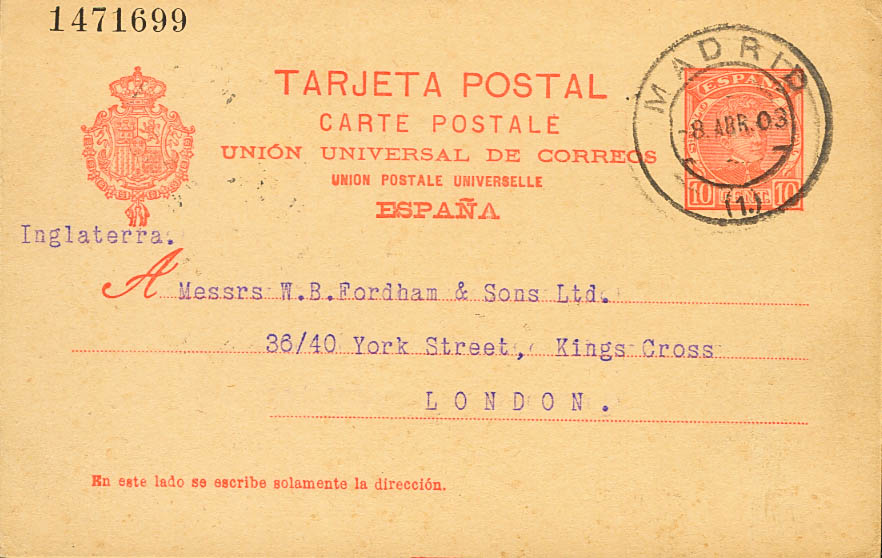 1471699
MADRID
-8 ABR. 03
(1.)
ESPAÑA
10 CENT. 10
TARJETA POSTAL
CARTE POSTALE
UNIÓN UNIVERSAL DE CORREOS
UNION POSTALE UNIVERSELLE
ESPAÑA
Inglaterra.
A Messrs W.B.Fordham & Sons Ltd.
36/40 York Street, Kings Cross
LONDON.
En este lado se escribe solamente la dirección.